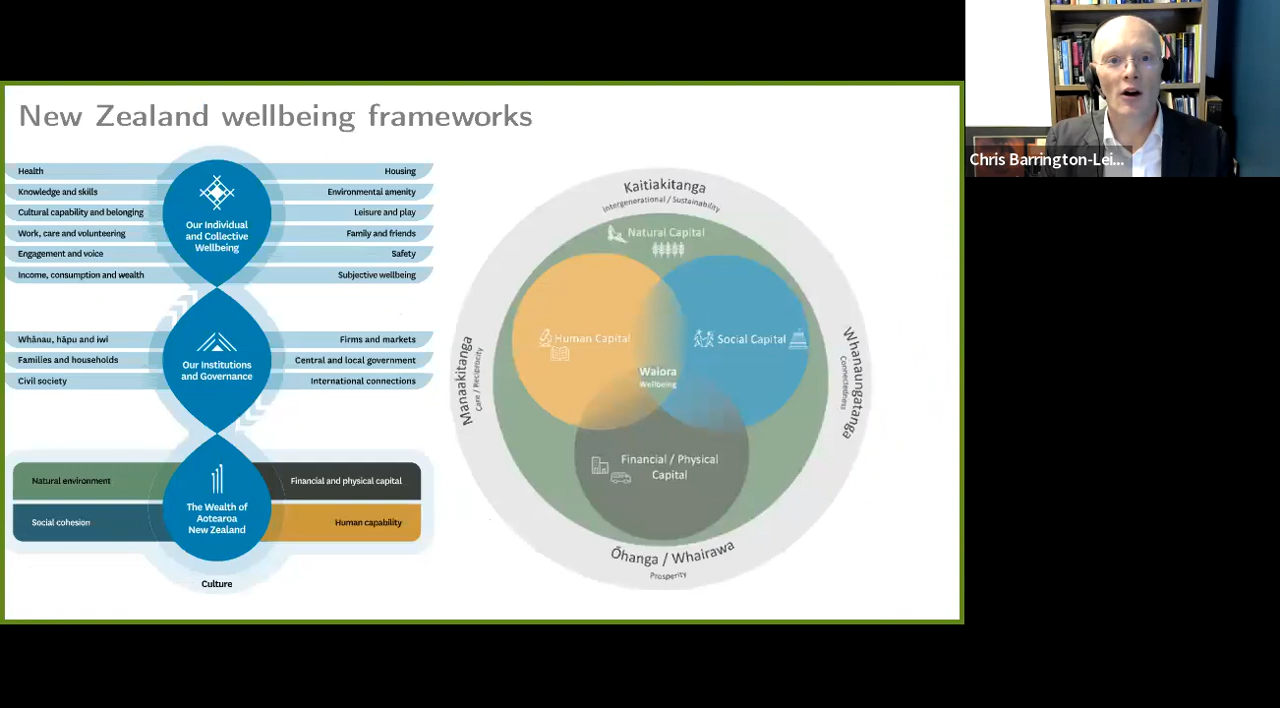 New Zealand wellbeing frameworks
Health
Knowledge and skills
Cultural capability and belonging
Work, care and volunteering
Engagement and voice
Income, consumption and wealth
Our Individual
and Collective
Wellbeing
Housing
Environmental amenity
Leisure and play
Family and friends
Safety
Subjective wellbeing
Whānau, hāpu and iwi
Families and households
Civil society
Our Institutions
and Governance
Firms and markets
Central and local government
International connections
Natural environment
Social cohesion
The Wealth of
Aotearoa
New Zealand
Financial and physical capital
Human capability
Culture
Kaitiakitanga
Intergenerational / Sustainability
Natural Capital
Human Capital
Social Capital
Waiora
Wellbeing
Financial / Physical
Capital
Manaakitanga
Care / Reciprocity
Whanaungatanga
Connectedness
Ōhanga / Whairawa
Prosperity
Chris Barrington-Lei...